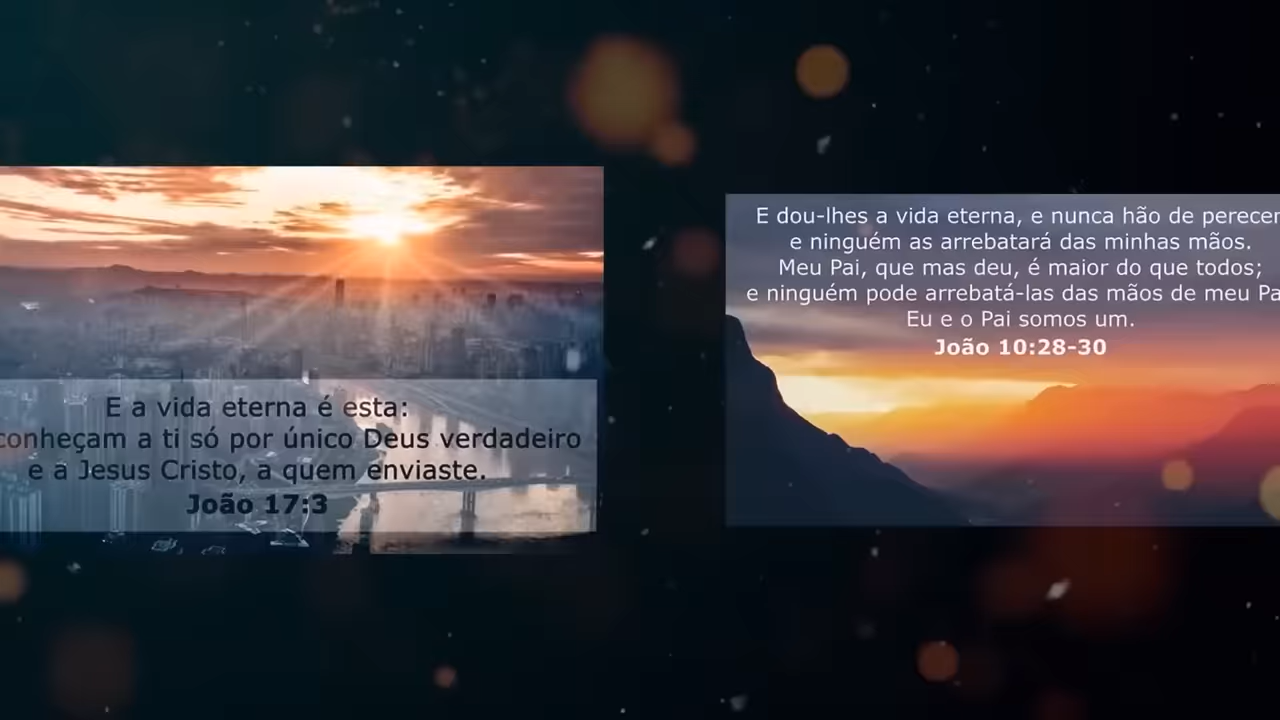 E a vida eterna é esta:
conheçam a ti só por único Deus verdadeiro
e a Jesus Cristo, a quem enviaste.
João 17:3
E dou-lhes a vida eterna, e nunca hão de perecer
e ninguém as arrebatará das minhas mãos.
Meu Pai, que mas deu, é maior do que todos;
e ninguém pode arrebatá-las das mãos de meu Pa
Eu e o Pai somos um.
João 10:28-30